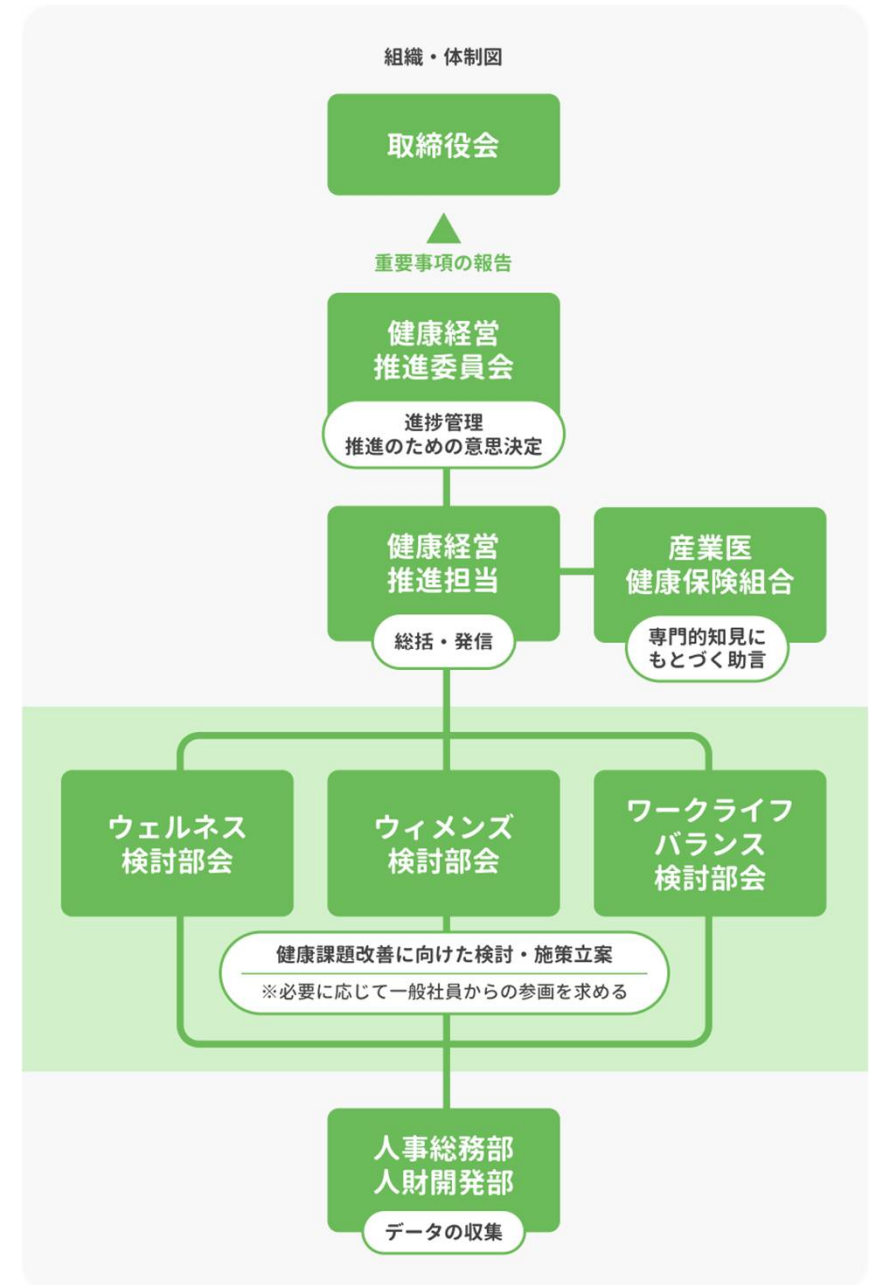 組織・体制図
取締役会
重要事項の報告
健康経営
推進委員会
進捗管理
推進のための意思決定
健康経営
推進担当
総括・発信
産業医
健康保険組合
専門的知見に
もとづく助言
ウェルネス
検討部会
ウィメンズ
検討部会
ワークライフ
バランス
検討部会
健康課題改善に向けた検討・施策立案
※必要に応じて一般社員からの参画を求める
人事総務部
人財開発部
データの収集